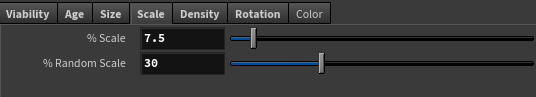 Viability Age Size Scale Density Rotation Color
% Scale 7.5
% Random Scale 30